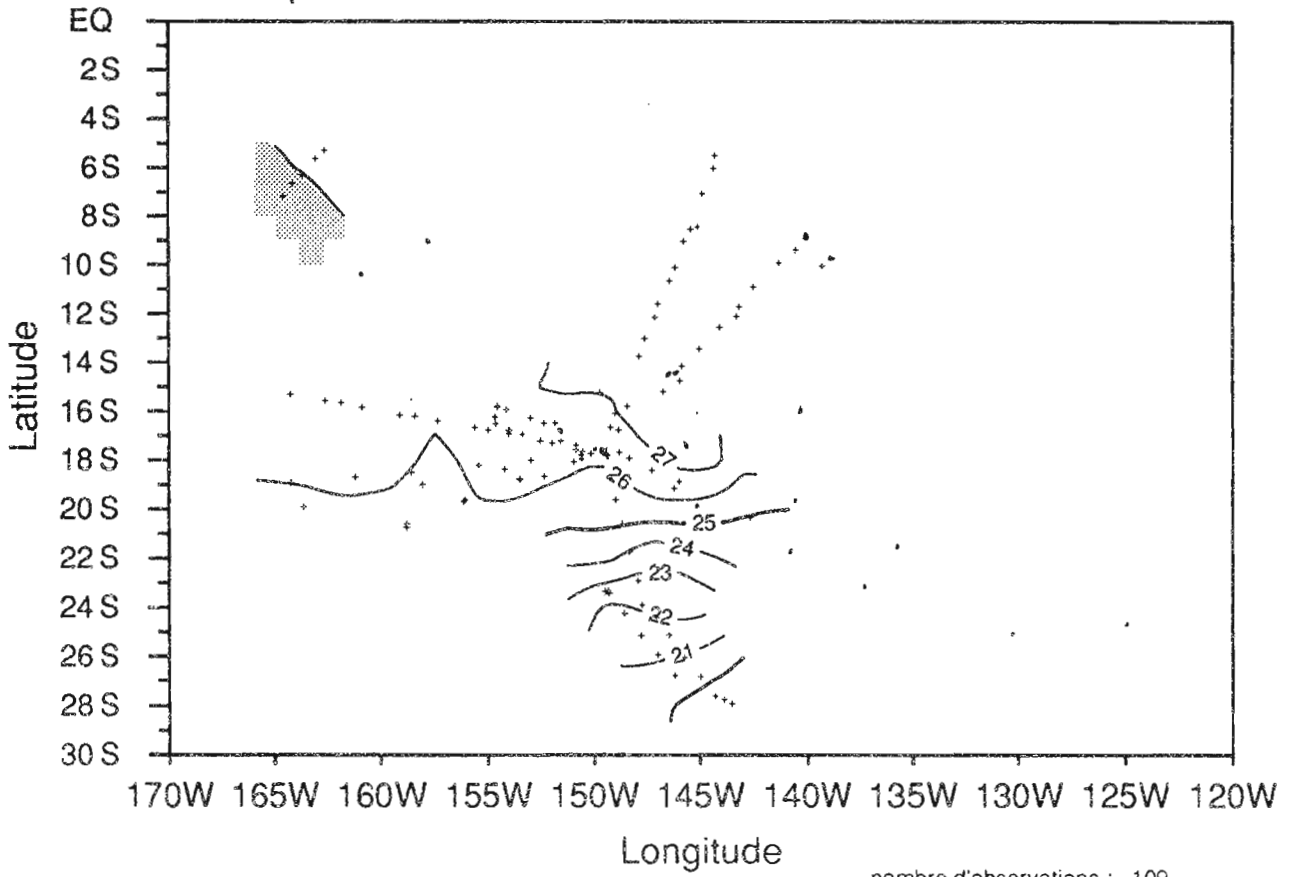 EQ
2S
4S
6S
8S
10S
12S
14S
16S
18S
20S
22S
24S
26S
28S
30S
Latitude
27
26
25
24
23
22
21
170W 165W 160W 155W 150W 145W 140W 135W 130W 125W 120W
Longitude
nombre d'observations : 109